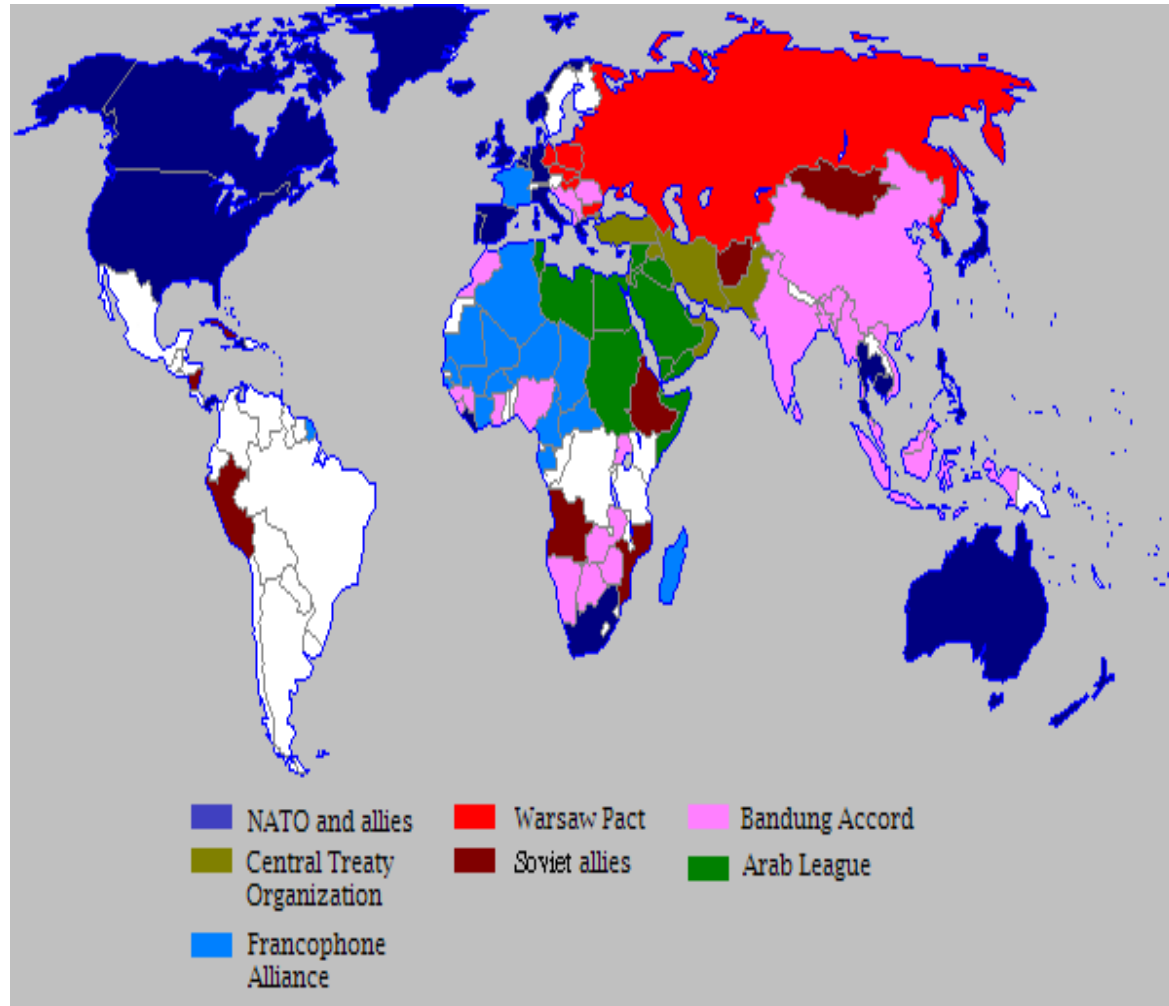 NATO and allies
Central Treaty
Organization
Francophone
Alliance
Warsaw Pact
Soviet allies
Bandung Accord
Arab League